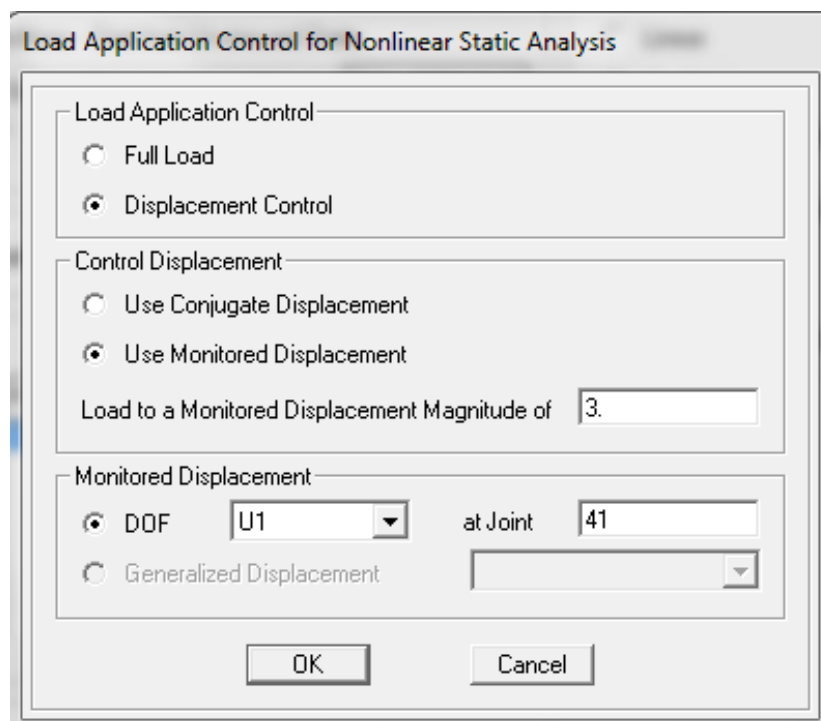 Load Application Control for Nonlinear Static Analysis
Load Application Control
Full Load
Displacement Control
Control Displacement
Use Conjugate Displacement
Use Monitored Displacement
Load to a Monitored Displacement Magnitude of 3.
Monitored Displacement
DOF U1 at Joint 41
Generalized Displacement
OK Cancel